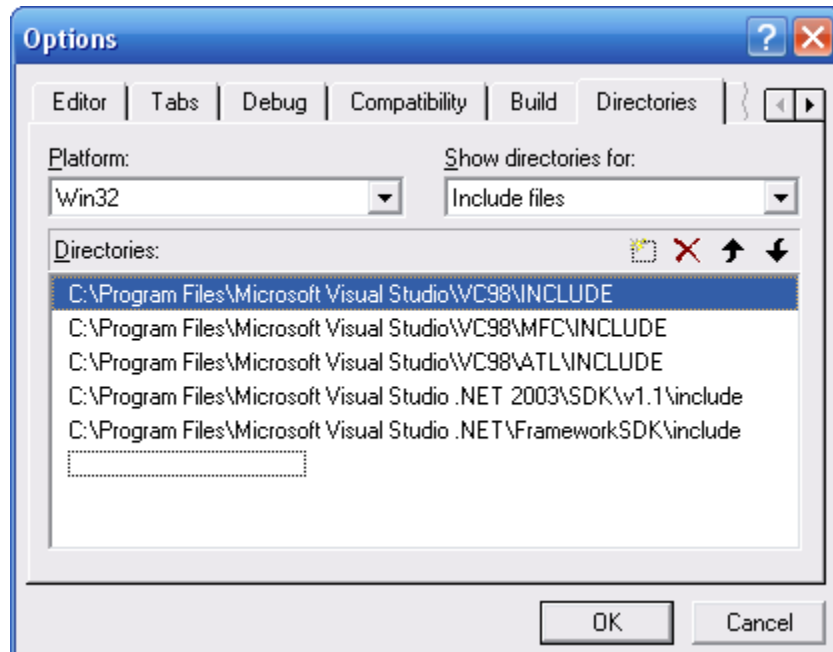 Options
Editor Tabs Debug Compatibility Build Directories
Platform: Show directories for:
Win32 Include files
Directories:
C:\Program Files\Microsoft Visual Studio\VC98\INCLUDE
C:\Program Files\Microsoft Visual Studio\VC98\MFC\INCLUDE
C:\Program Files\Microsoft Visual Studio\VC98\ATL\INCLUDE
C:\Program Files\Microsoft Visual Studio .NET 2003\SDK\v1.1\include
C:\Program Files\Microsoft Visual Studio .NET\FrameworkSDK\include
OK Cancel